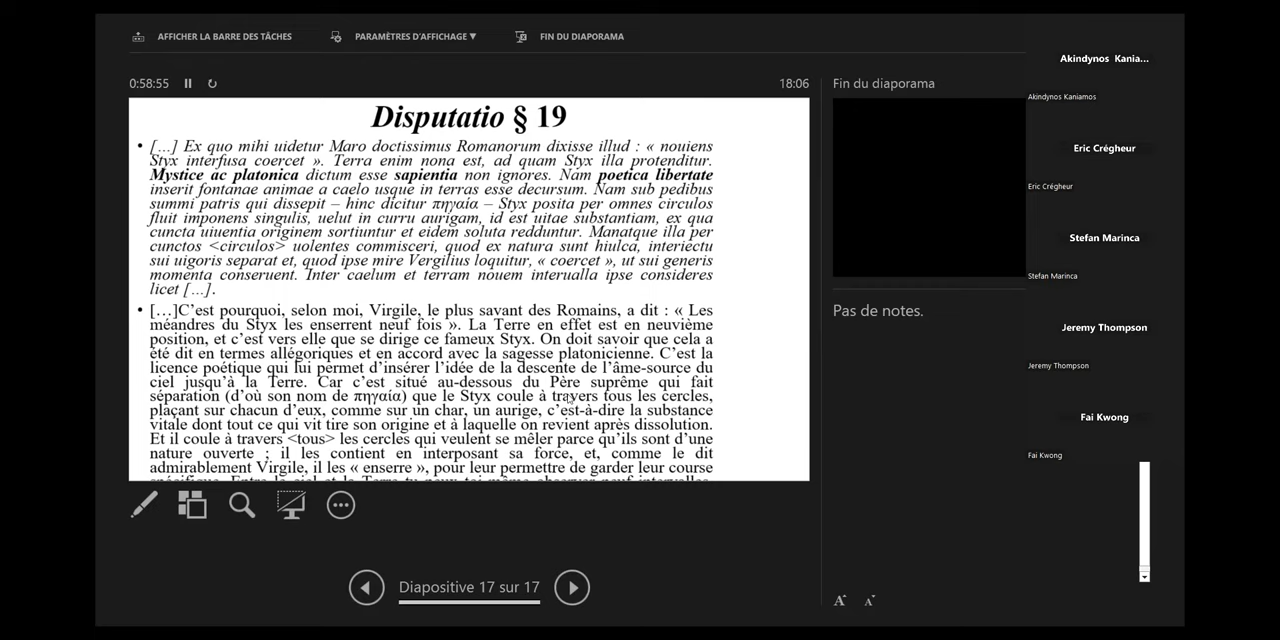 AFFICHER LA BARRE DES TÂCHES
PARAMÈTRES D'AFFICHAGE ▼
FIN DU DIAPORAMA
0:58:55
18:06
Disputatio § 19
• […] Ex quo mihi uidetur Maro doctissimus Romanorum dixisse illud : « nouiens
Styx interfusa coercet ». Terra enim nona est, ad quam Styx illa protenditur.
Mystice ac platonica dictum esse sapientia non ignores. Nam poetica libertate
inserit fontanae animae a caelo usque in terras esse decursum. Nam sub pedibus
summi patris qui dissepit – hinc dicitur πηγαία – Styx posita per omnes circulos
fluit imponens singulis, uelut in curru aurigam, id est uitae substantiam, ex qua
cuncta uiuentia originem sortiuntur et eidem soluta redduntur. Manatque illa per
cunctos <circulos> uolentes commisceri, quod ex natura sunt hiulca, interiectu
sui uigoris separat et, quod ipse mire Vergilius loquitur, « coercet », ut sui generis
momenta conseruent. Inter caelum et terram nouem interualla ipse consideres
licet […].
• […]C'est pourquoi, selon moi, Virgile, le plus savant des Romains, a dit : « Les
méandres du Styx les enserrent neuf fois ». La Terre en effet est en neuvième
position, et c'est vers elle que se dirige ce fameux Styx. On doit savoir que cela a
été dit en termes allégoriques et en accord avec la sagesse platonicienne. C'est la
licence poétique qui lui permet d'insérer l'idée de la descente de l'âme-source du
ciel jusqu'à la Terre. Car c'est situé au-dessous du Père suprême qui fait
séparation (d'où son nom de πηγαία) que le Styx coule à travers tous les cercles,
plaçant sur chacun d'eux, comme sur un char, un aurige, c'est-à-dire la substance
vitale dont tout ce qui vit tire son origine et à laquelle on revient après dissolution.
Et il coule à travers <tous> les cercles qui veulent se mêler parce qu'ils sont d'une
nature ouverte ; il les contient en interposant sa force, et, comme le dit
admirablement Virgile, il les « enserre », pour leur permettre de garder leur course
spécifique. Entre le ciel et la Terre tu peux toi-même observer neuf intervalles.
Diapositive 17 sur 17
Fin du diaporama
Pas de notes.
A A
Akindynos Kania...
Akindynos Kaniamos
Eric Crégheur
Eric Crégheur
Stefan Marinca
Stefan Marinca
Jeremy Thompson
Jeremy Thompson
Fai Kwong
Fai Kwong